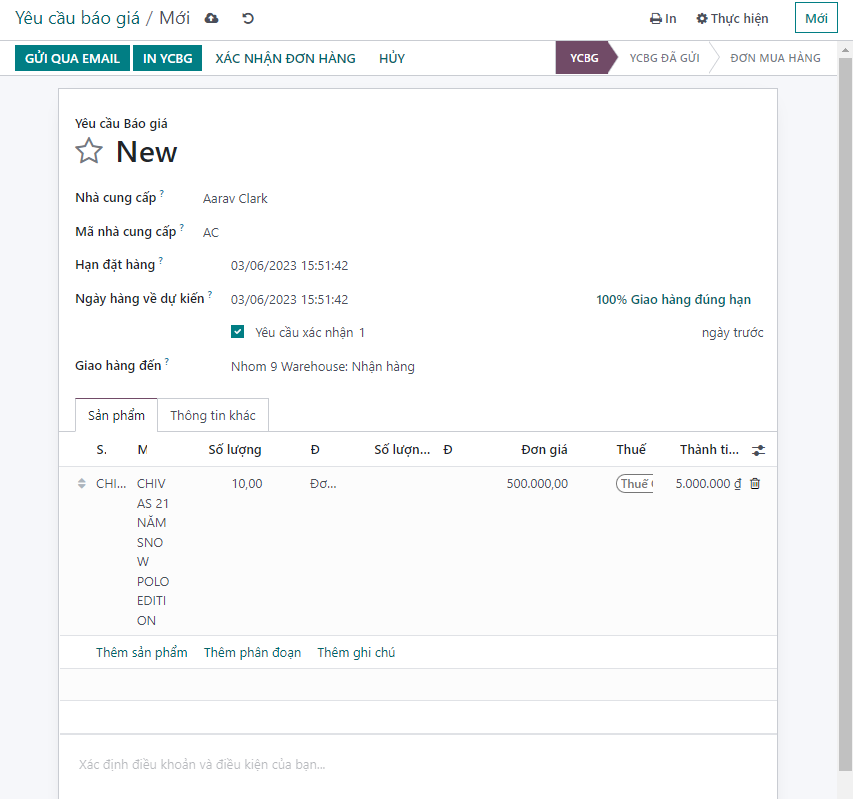 Yêu cầu báo giá / Mới
In Thực hiện Mới
GỬI QUA EMAIL IN YCBG XÁC NHẬN ĐƠN HÀNG HỦY YCBG YCBG ĐÃ GỬI ĐƠN MUA HÀNG
Yêu cầu Báo giá
New
Nhà cung cấp ? Aarav Clark
Mã nhà cung cấp ? AC
Hạn đặt hàng ? 03/06/2023 15:51:42
Ngày hàng về dự kiến ? 03/06/2023 15:51:42 100% Giao hàng đúng hạn
Yêu cầu xác nhận 1 ngày trước
Giao hàng đến ? Nhom 9 Warehouse: Nhận hàng
Sản phẩm Thông tin khác
S. M Số lượng Đ Số lượn... Đ Đơn giá Thuế Thành ti...
CHI... CHIV 10,00 Đơ... 500.000,00 Thuế 5.000.000 ₫
AS 21
NĂM
SNO
W
POLO
EDITI
ON
Thêm sản phẩm Thêm phân đoạn Thêm ghi chú
Xác định điều khoản và điều kiện của bạn...